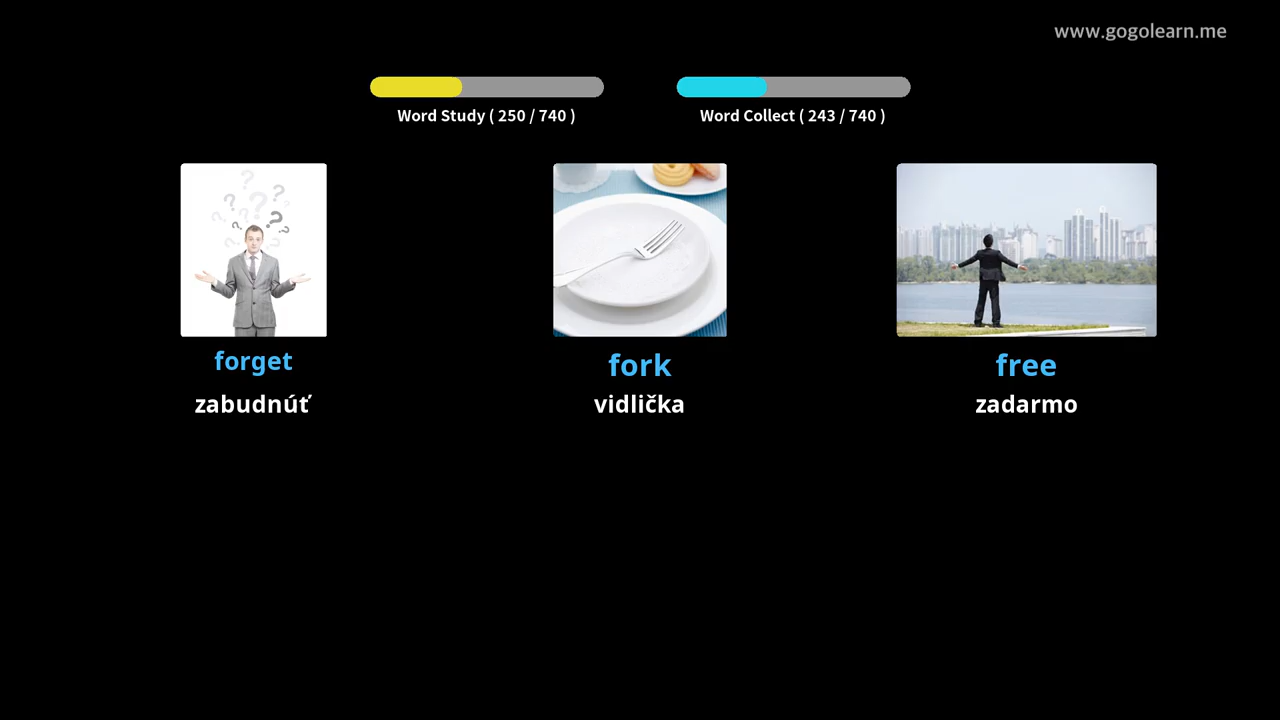 www.gogolearn.me
Word Study ( 250 / 740 )
Word Collect ( 243 / 740 )
forget
zabudnúť
fork
vidlička
free
zadarmo